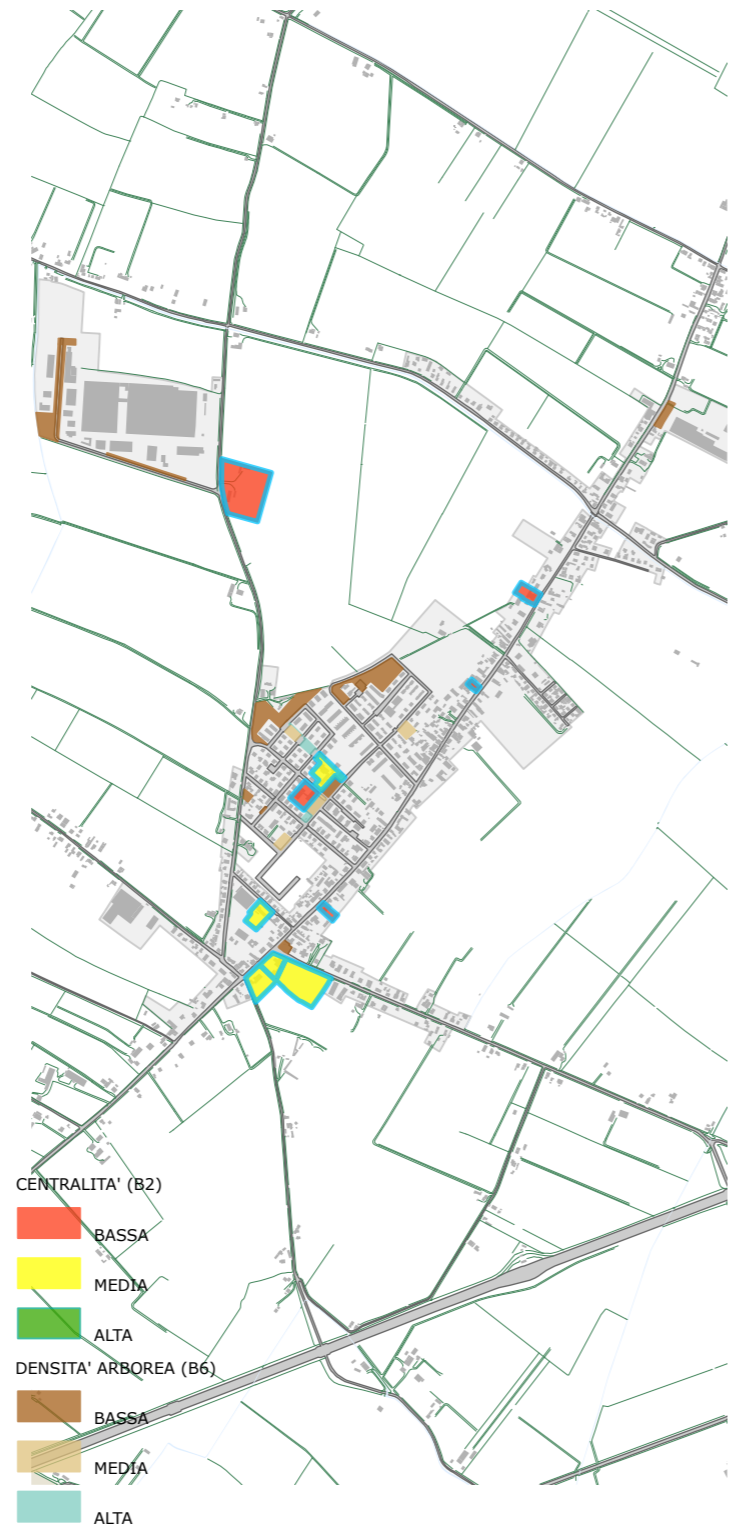 CENTRALITA' (B2)
BASSA
MEDIA
ALTA
DENSITA' ARBOREA (B6)
BASSA
MEDIA
ALTA